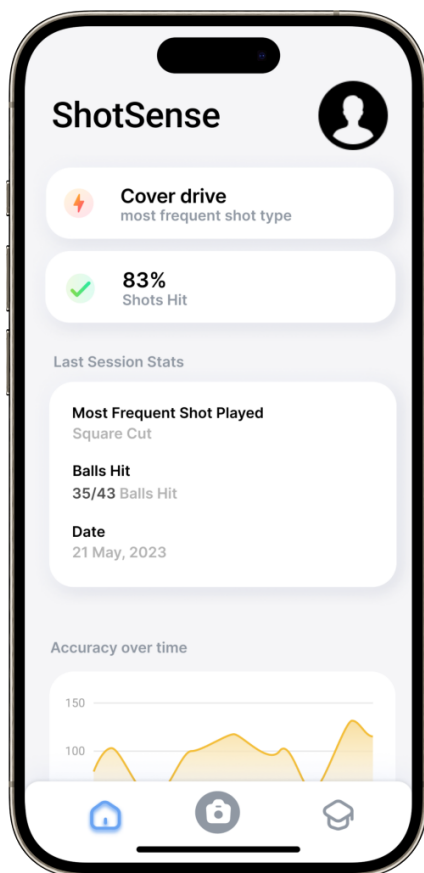 ShotSense
Cover drive
most frequent shot type
83%
Shots Hit
Last Session Stats
Most Frequent Shot Played
Square Cut
Balls Hit
35/43 Balls Hit
Date
21 May, 2023
Accuracy over time
150
100